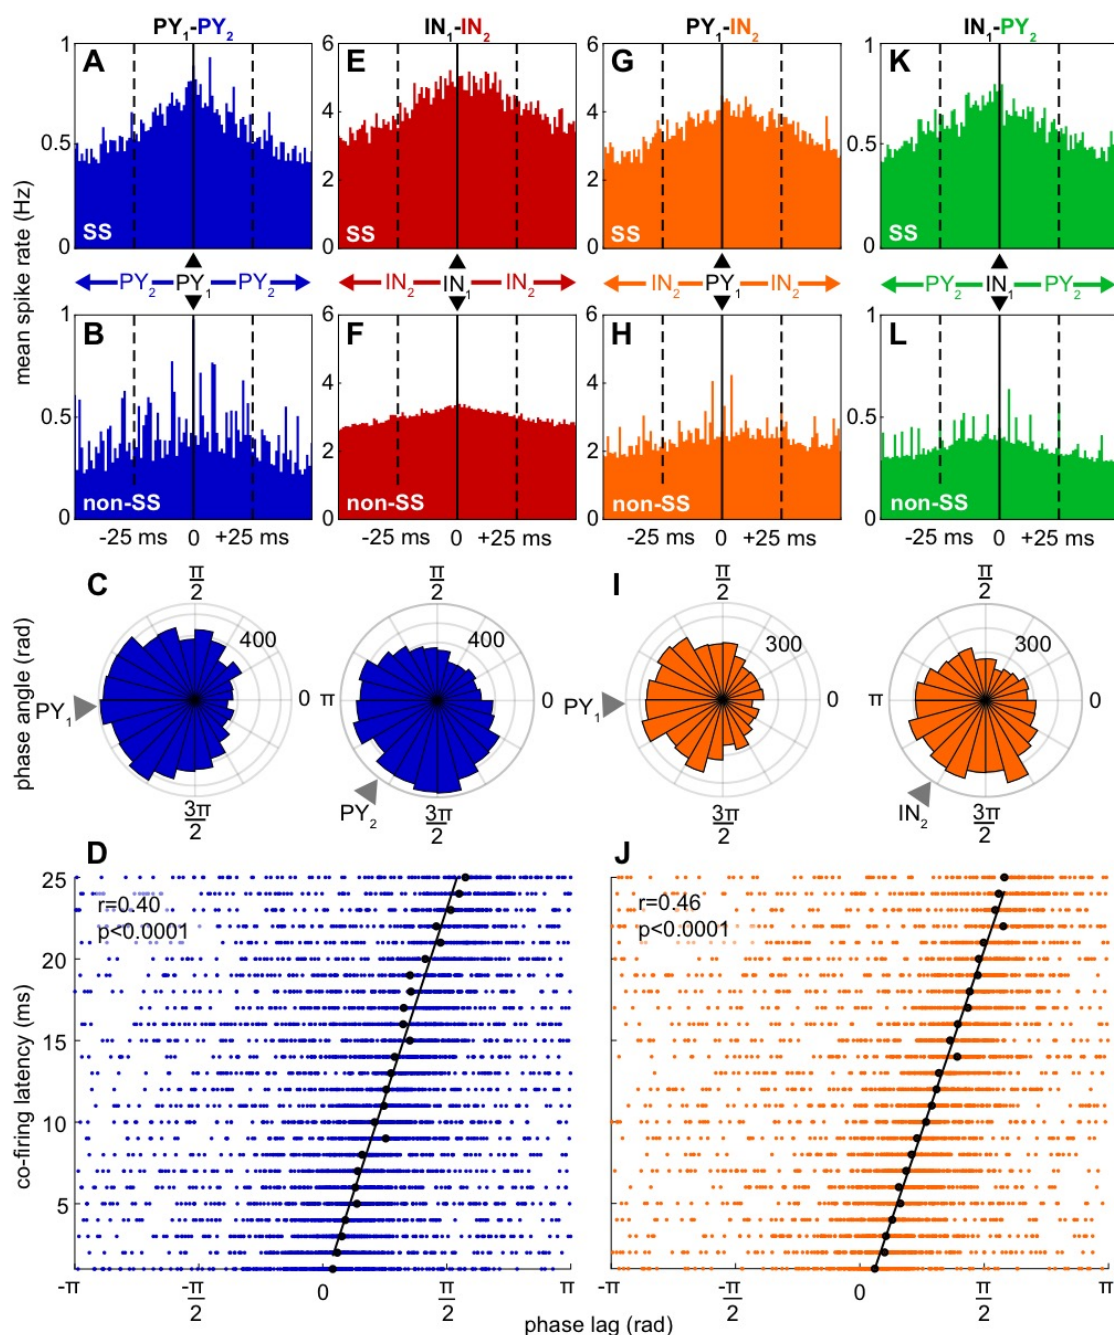 PY₁-PY₂
IN₁-IN₂
PY₁-IN₂
IN₁-PY₂
mean spike rate (Hz)
A
1
0.5
0
SS
E
6
4
2
0
SS
G
6
4
2
0
SS
K
1
0.5
0
SS
PY₂ PY₁ PY₂
IN₂ IN₁ IN₂
IN₂ PY₁ IN₂
PY₂ IN₁ PY₂
B
1
0.5
0
non-SS
-25 ms 0 +25 ms
F
6
4
2
0
non-SS
-25 ms 0 +25 ms
H
6
4
2
0
non-SS
-25 ms 0 +25 ms
L
1
0.5
0
non-SS
-25 ms 0 +25 ms
phase angle (rad)
C
π/2
400
0
PY₁
3π/2
π/2
400
π
0
PY₂
3π/2
I
π/2
300
0
PY₁
3π/2
π/2
300
π
0
IN₂
3π/2
co-firing latency (ms)
D
25
20
15
10
5
r=0.40
p<0.0001
-π -π/2 0 π/2 π
J
r=0.46
p<0.0001
-π -π/2 0 π/2 π
phase lag (rad)